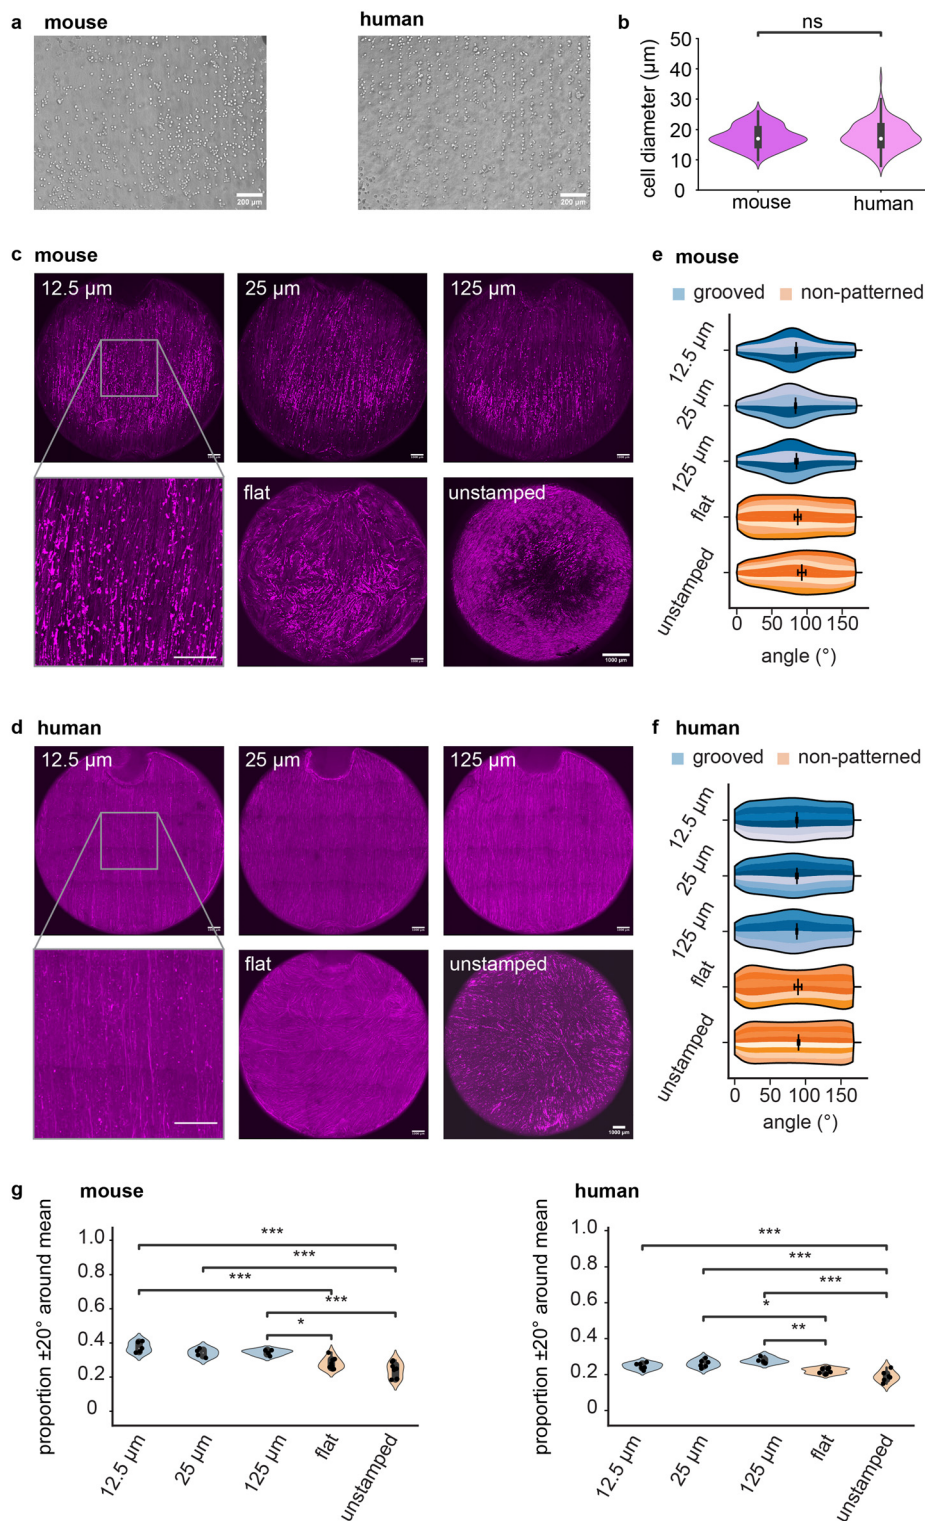 a mouse
human
200 µm
200 µm
b
ns
cell diameter (µm)
50
40
30
20
10
0
mouse
human
c mouse
12.5 µm
25 µm
125 µm
flat
unstamped
1000 µm
e mouse
grooved
non-patterned
12.5 µm
25 µm
125 µm
flat
unstamped
0 50 100 150
angle (°)
d human
12.5 µm
25 µm
125 µm
flat
unstamped
1000 µm
f human
grooved
non-patterned
12.5 µm
25 µm
125 µm
flat
unstamped
0 50 100 150
angle (°)
g mouse
proportion ±20° around mean
1.0
0.8
0.6
0.4
0.2
0
***
***
***
***
*
12.5 µm
25 µm
125 µm
flat
unstamped
human
proportion ±20° around mean
1.0
0.8
0.6
0.4
0.2
0
***
***
***
*
**
12.5 µm
25 µm
125 µm
flat
unstamped